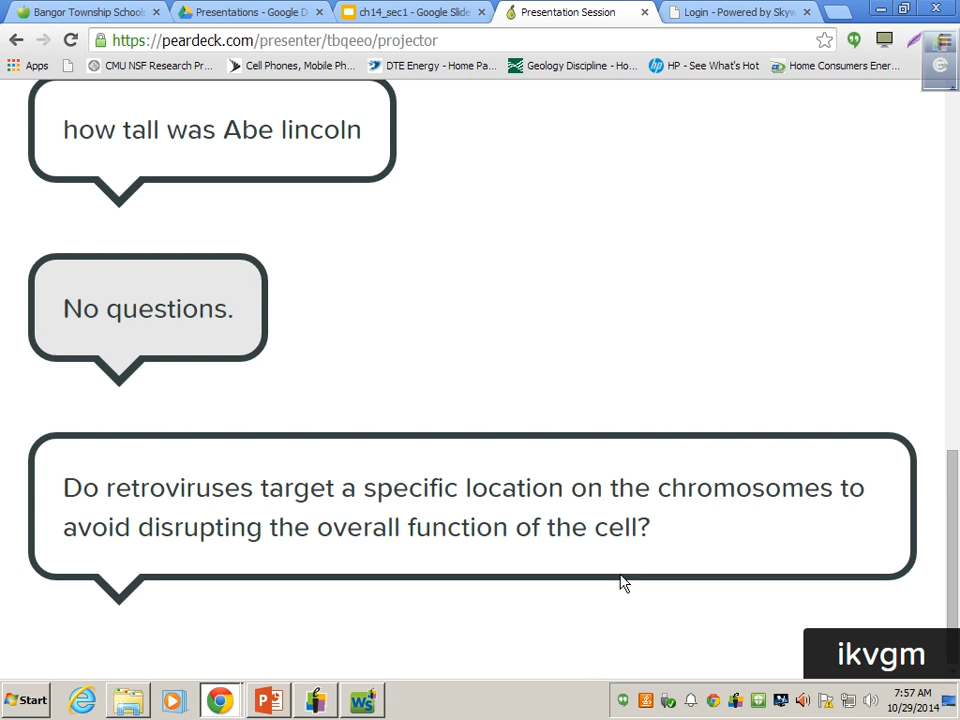 Bangor Township Schools
Presentations - Google D
ch14_sec1 - Google Slide
Presentation Session
Login - Powered by Skyw
https://peardeck.com/presenter/tbqeeo/projector
Apps
CMU NSF Research Pr...
Cell Phones, Mobile Ph...
DTE Energy - Home Pa...
Geology Discipline - Ho...
HP - See What's Hot
Home Consumers Ener...
how tall was Abe lincoln
No questions.
Do retroviruses target a specific location on the chromosomes to
avoid disrupting the overall function of the cell?
ikvgm
Start
7:57 AM
10/29/2014